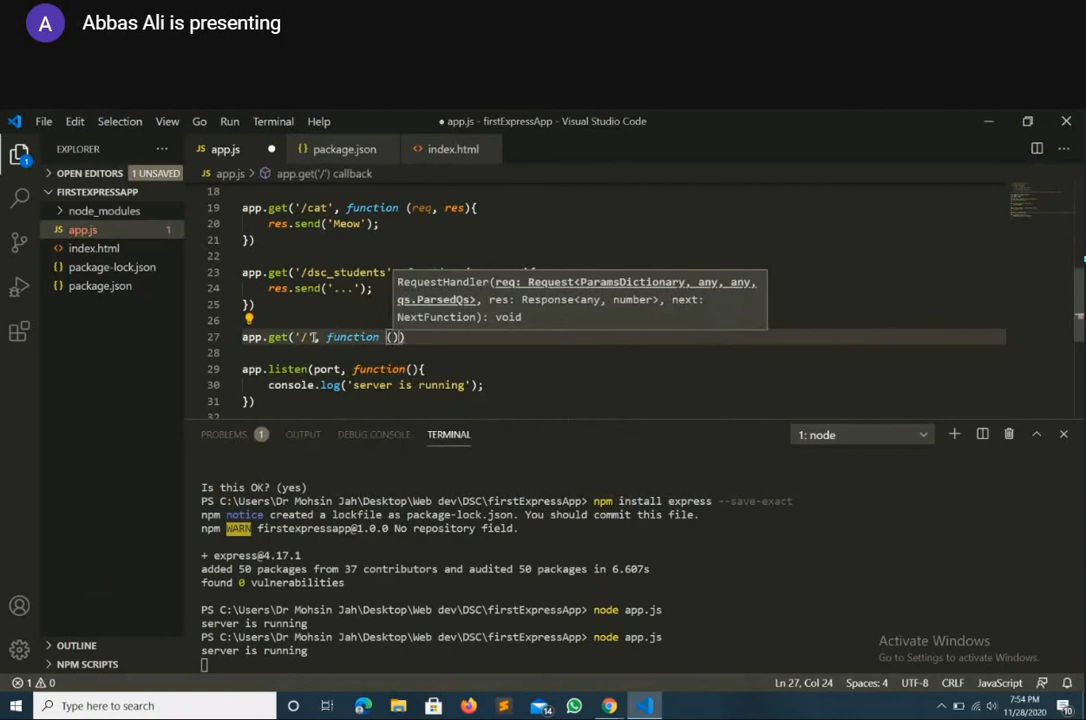 A Abbas Ali is presenting
File Edit Selection View Go Run Terminal Help
● app.js - firstExpressApp - Visual Studio Code
EXPLORER ...
JS app.js ● {} package.json <> index.html
OPEN EDITORS 1 UNSAVED
JS app.js > app.get('/') callback
FIRSTEXPRESSAPP
node_modules
JS app.js 1
<> index.html
{} package-lock.json
{} package.json
18
19 app.get('/cat', function (req, res){
20 res.send('Meow');
21 })
23 app.get('/dsc_students'
24 res.send('...');
25 })
26
27 app.get('/', function ())
28
29 app.listen(port, function(){
30 console.log('server is running');
31 })
32
RequestHandler(req: Request<ParamsDictionary, any, any,
qs.ParsedQs>, res: Response<any, number>, next:
NextFunction): void
PROBLEMS 1 OUTPUT DEBUG CONSOLE TERMINAL 1: node
Is this OK? (yes)
PS C:\Users\Dr Mohsin Jah\Desktop\Web dev\DSC\firstExpressApp> npm install express --save-exact
npm notice created a lockfile as package-lock.json. You should commit this file.
npm WARN firstexpressapp@1.0.0 No repository field.
+ express@4.17.1
added 50 packages from 37 contributors and audited 50 packages in 6.607s
found 0 vulnerabilities
PS C:\Users\Dr Mohsin Jah\Desktop\Web dev\DSC\firstExpressApp> node app.js
server is running
PS C:\Users\Dr Mohsin Jah\Desktop\Web dev\DSC\firstExpressApp> node app.js
server is running
OUTLINE
NPM SCRIPTS
Activate Windows
Go to Settings to activate Windows.
1 0 Ln 27, Col 24 Spaces: 4 UTF-8 CRLF JavaScript
Type here to search
14
7:54 PM
11/28/2020
10